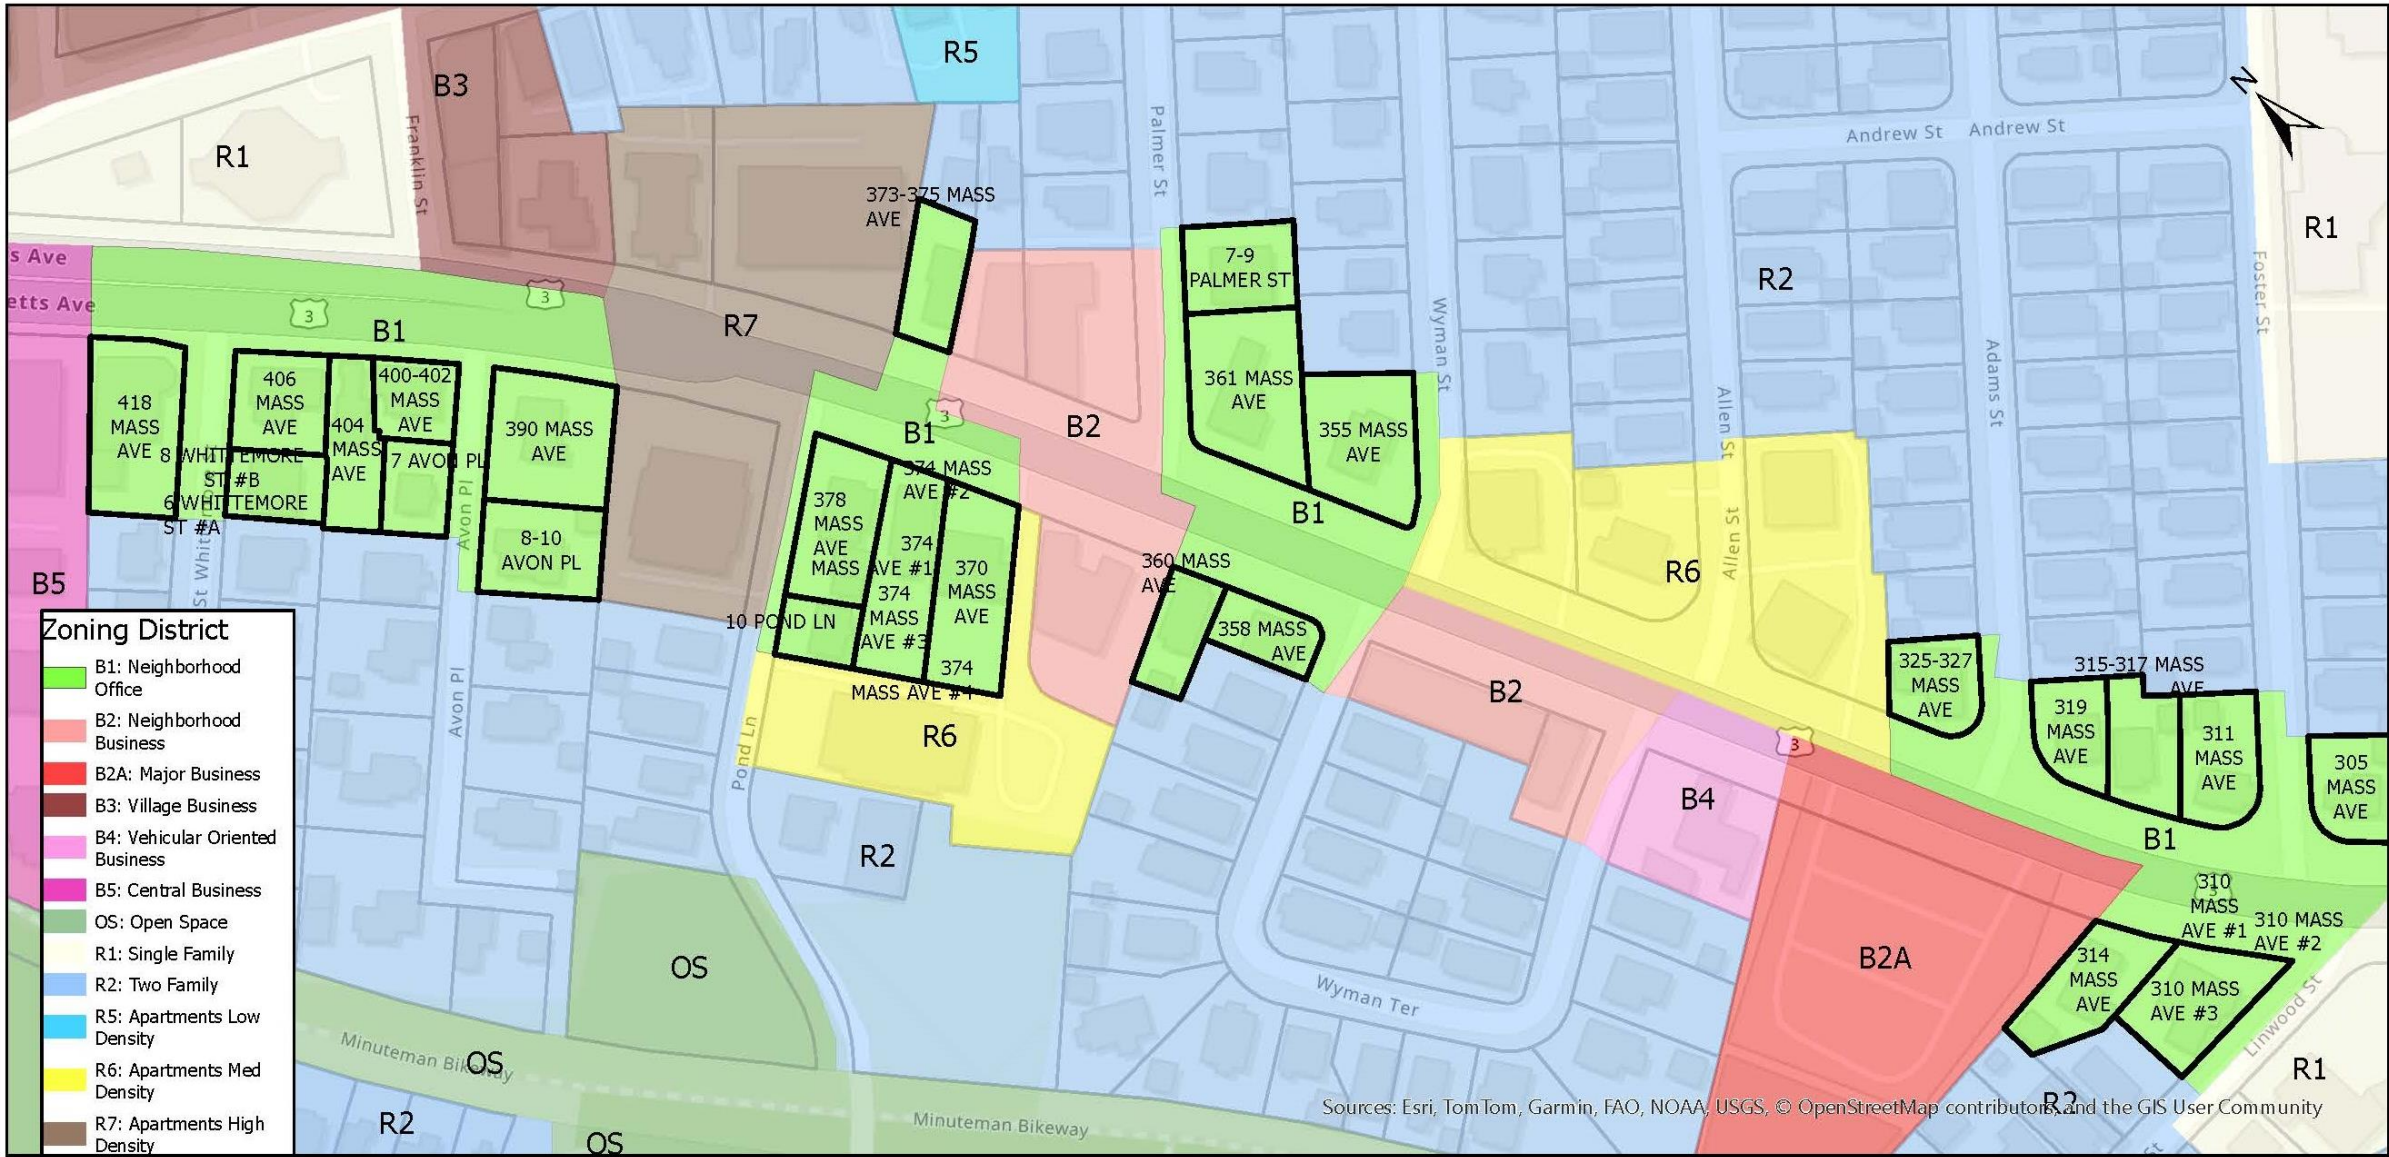 R5
B3
Franklin St
R1
Palmer St
Andrew St
Andrew St
N
R1
373-375 MASS
AVE
7-9
PALMER ST
R2
Foster St
s Ave
etts Ave
3
3
B1
R7
Wyman St
Adams St
Allen St
418
MASS
AVE
406
MASS
AVE
404
MASS
AVE
400-402
MASS
AVE
390 MASS
AVE
3
B1
B2
361 MASS
AVE
355 MASS
AVE
8 WHITTEMORE
ST #B
6 WHITTEMORE
ST #A
7 AVON PL
Avon Pl
8-10
AVON PL
374 MASS
AVE #2
378
MASS
AVE
MASS
374
AVE #1
374
MASS
AVE #3
370
MASS
AVE
374
MASS AVE #4
10 POND LN
B1
360 MASS
AVE
358 MASS
AVE
Allen St
R6
B5
325-327
MASS
AVE
315-317 MASS
AVE
319
MASS
AVE
311
MASS
AVE
305
MASS
AVE
Avon Pl
Pond Ln
R6
B2
3
B4
B1
R2
310
MASS
AVE #1
310 MASS
AVE #2
314
MASS
AVE
310 MASS
AVE #3
B2A
OS
Wyman Ter
Linwood St
R1
Minuteman Bikeway
OS
R2
OS
Minuteman Bikeway
R2
Zoning District
B1: Neighborhood
Office
B2: Neighborhood
Business
B2A: Major Business
B3: Village Business
B4: Vehicular Oriented
Business
B5: Central Business
OS: Open Space
R1: Single Family
R2: Two Family
R5: Apartments Low
Density
R6: Apartments Med
Density
R7: Apartments High
Density
Sources: Esri, TomTom, Garmin, FAO, NOAA, USGS, © OpenStreetMap contributors, and the GIS User Community